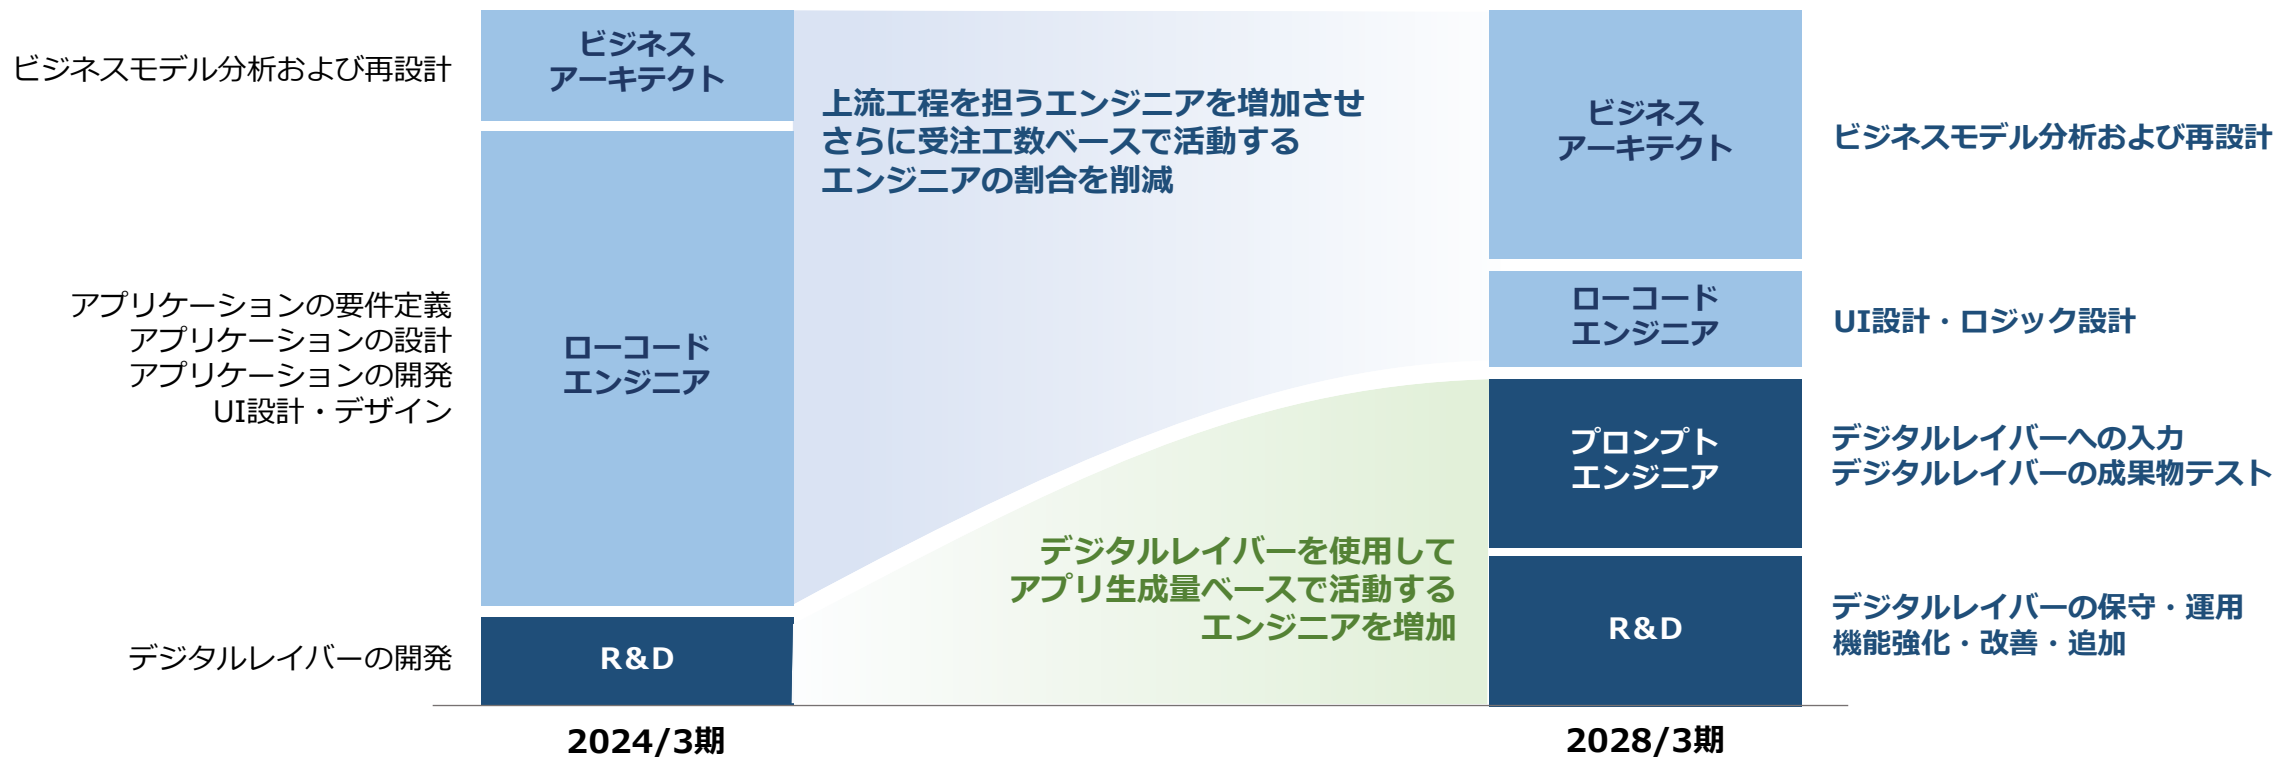 ビジネスモデル分析および再設計
ビジネス
アーキテクト
アプリケーションの要件定義
アプリケーションの設計
アプリケーションの開発
UI設計・デザイン
ローコード
エンジニア
デジタルレイバーの開発
R&D
2024/3期
上流工程を担うエンジニアを増加させ
さらに受注工数ベースで活動する
エンジニアの割合を削減
デジタルレイバーを使用して
アプリ生成量ベースで活動する
エンジニアを増加
ビジネス
アーキテクト
ビジネスモデル分析および再設計
ローコード
エンジニア
UI設計・ロジック設計
プロンプト
エンジニア
デジタルレイバーへの入力
デジタルレイバーの成果物テスト
R&D
デジタルレイバーの保守・運用
機能強化・改善・追加
2028/3期